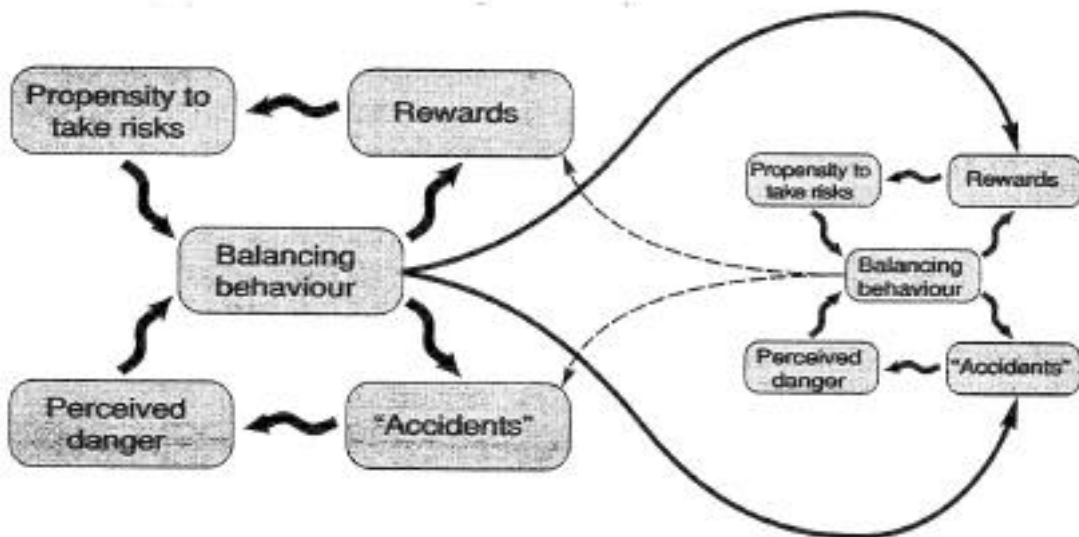 Propensity to
take risks
Rewards
Balancing
behaviour
Perceived
danger
"Accidents"
Propensity to
take risks
Rewards
Balancing
behaviour
Perceived
danger
"Accidents"